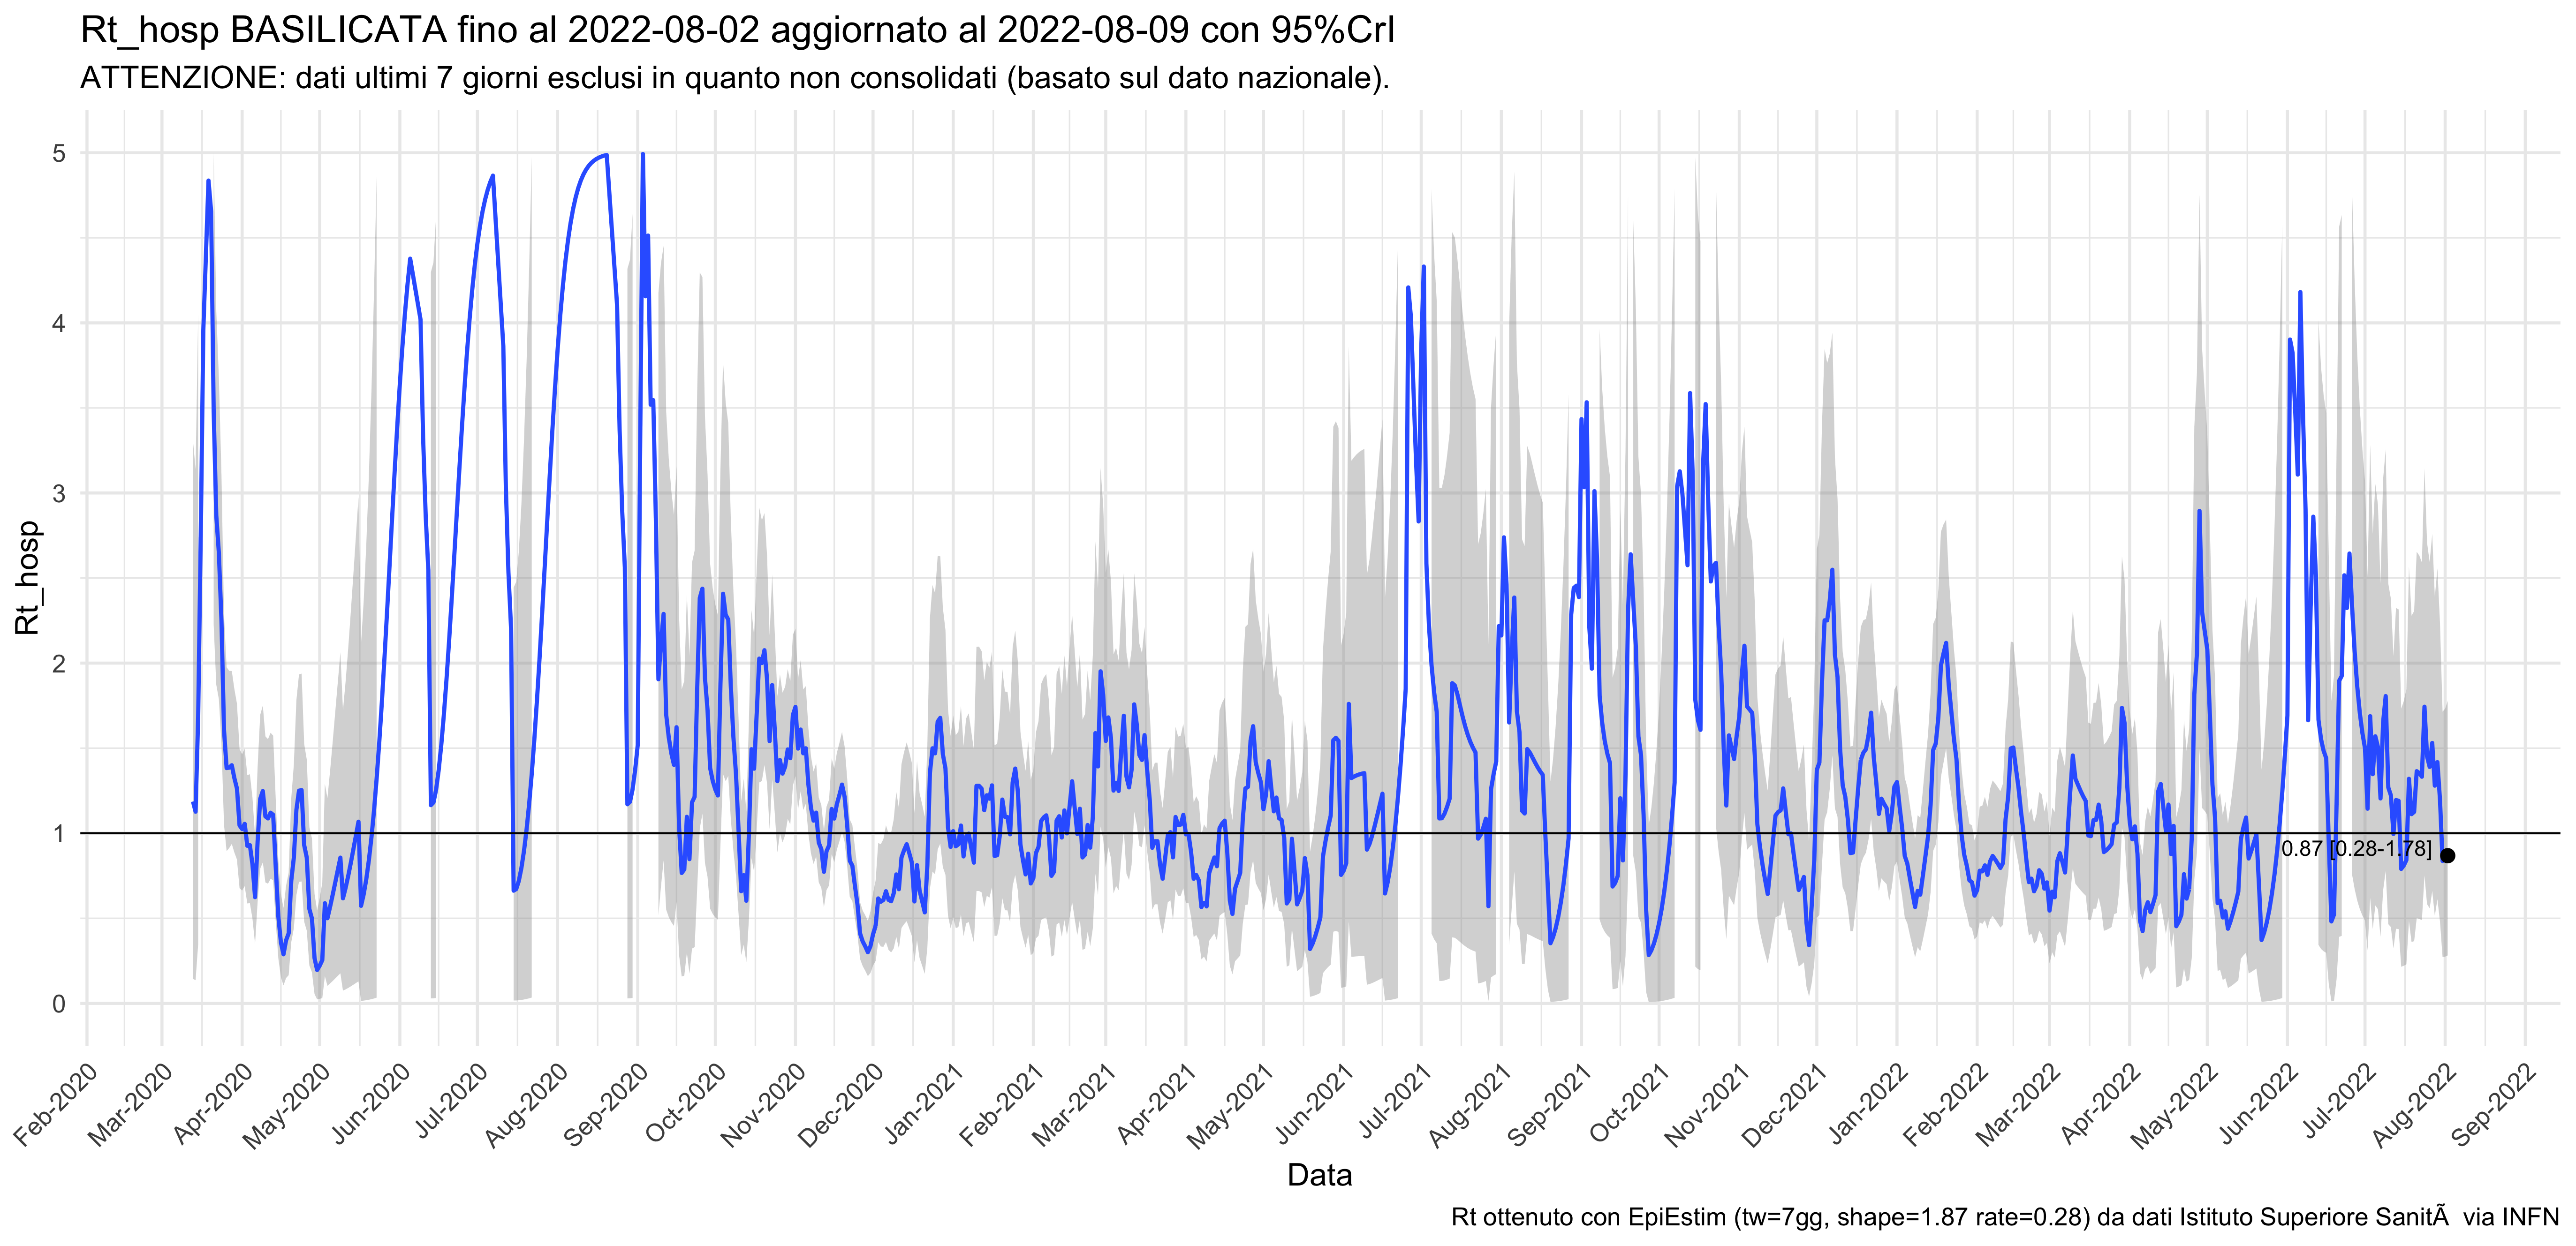 Rt_hosp BASILICATA fino al 2022-08-02 aggiornato al 2022-08-09 con 95%CrI
ATTENZIONE: dati ultimi 7 giorni esclusi in quanto non consolidati (basato sul dato nazionale).
Rt_hosp
5
4
3
2
1
0
0.87 [0.28-1.78]
Feb-2020
Mar-2020
Apr-2020
May-2020
Jun-2020
Jul-2020
Aug-2020
Sep-2020
Oct-2020
Nov-2020
Dec-2020
Jan-2021
Feb-2021
Mar-2021
Apr-2021
May-2021
Jun-2021
Jul-2021
Aug-2021
Sep-2021
Oct-2021
Nov-2021
Dec-2021
Jan-2022
Feb-2022
Mar-2022
Apr-2022
May-2022
Jun-2022
Jul-2022
Aug-2022
Sep-2022
Data
Rt ottenuto con EpiEstim (tw=7gg, shape=1.87 rate=0.28) da dati Istituto Superiore SanitÃ  via INFN